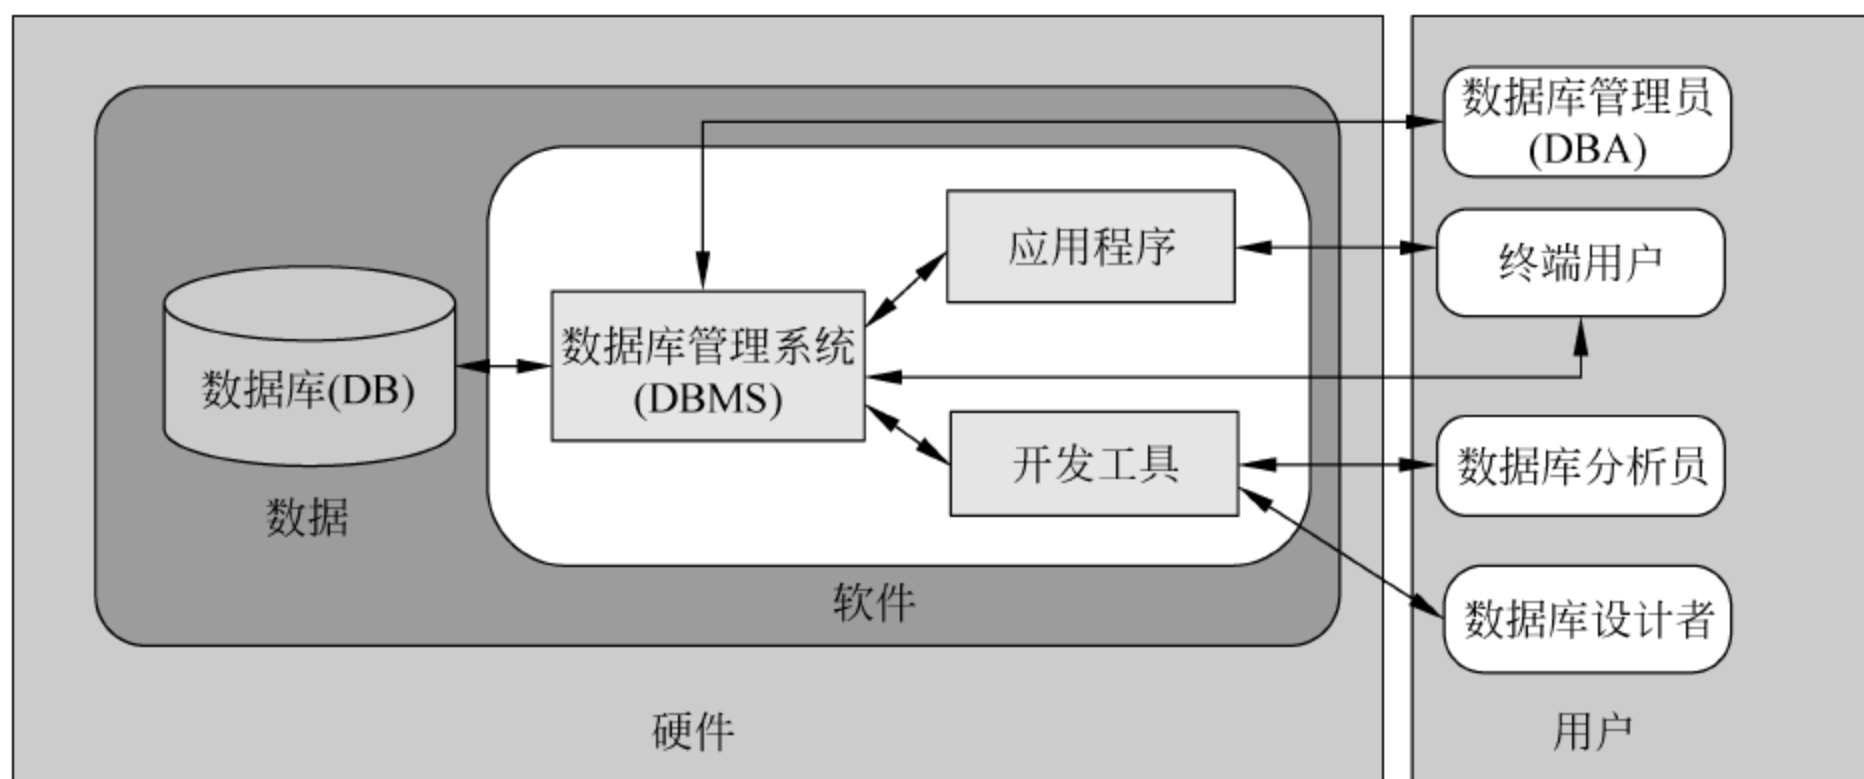 数据库管理员
(DBA)
应用程序
终端用户
数据库管理系统
(DBMS)
数据库(DB)
开发工具
数据库分析员
数据
软件
数据库设计者
硬件
用户